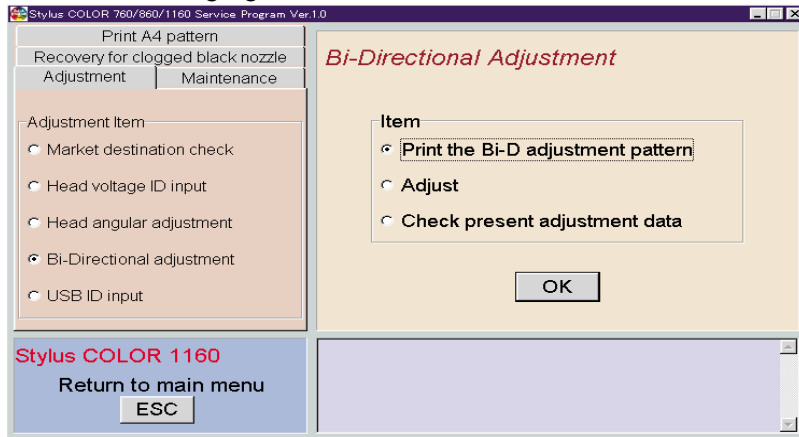 Stylus COLOR 760/860/1160 Service Program Ver.1.0
Print A4 pattern
Recovery for clogged black nozzle
Adjustment
Maintenance
Adjustment Item
Market destination check
Head voltage ID input
Head angular adjustment
Bi-Directional adjustment
USB ID input
Bi-Directional Adjustment
Item
Print the Bi-D adjustment pattern
Adjust
Check present adjustment data
OK
Stylus COLOR 1160
Return to main menu
ESC